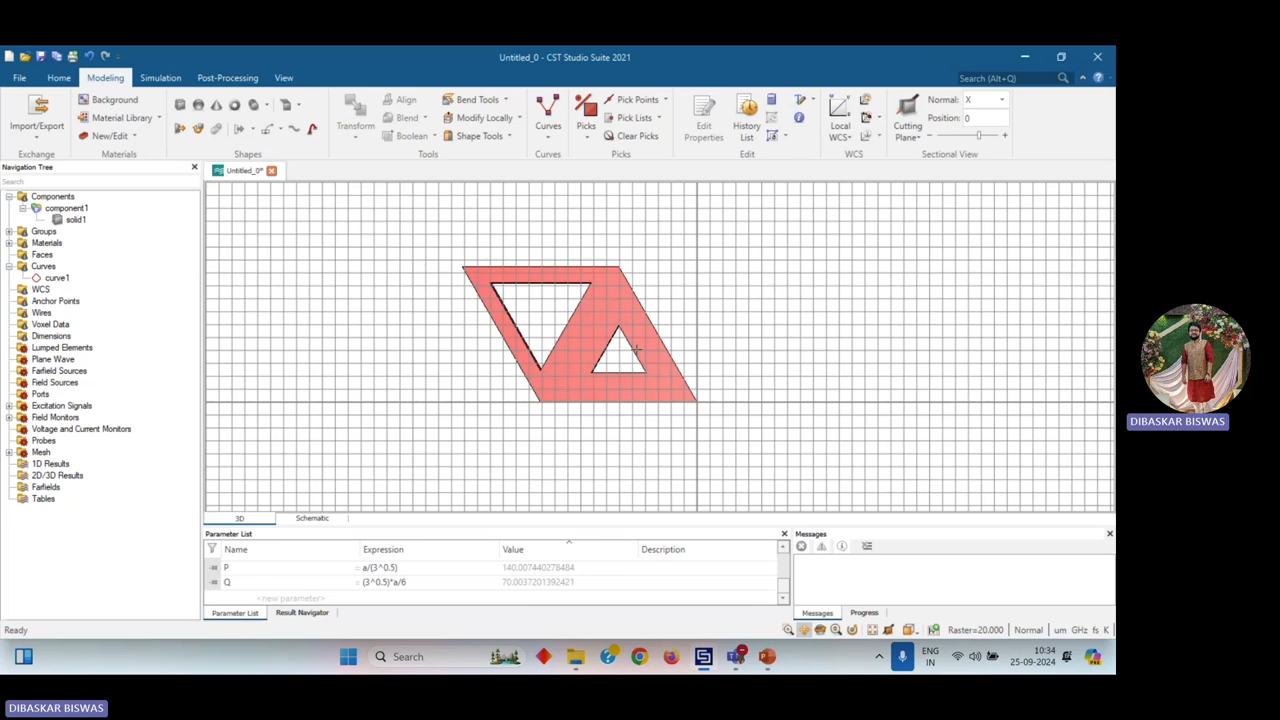 Untitled_0 - CST Studio Suite 2021
File Home Modeling Simulation Post-Processing View Search (Alt+Q)
Import/Export
Exchange
Background
Material Library
New/Edit
Materials
Shapes
Transform
Align
Blend
Boolean
Bend Tools
Modify Locally
Shape Tools
Tools
Curves
Curves
Picks
Pick Points
Pick Lists
Clear Picks
Picks
Edit
Properties
History
List
Edit
Local
WCS
WCS
Cutting
Plane
Normal: X
Position: 0
Sectional View
Navigation Tree
Search
Components
component1
solid1
Groups
Materials
Faces
Curves
curve1
WCS
Anchor Points
Wires
Voxel Data
Dimensions
Lumped Elements
Plane Wave
Farfield Sources
Field Sources
Ports
Excitation Signals
Field Monitors
Voltage and Current Monitors
Probes
Mesh
1D Results
2D/3D Results
Farfields
Tables
Untitled_0*
3D Schematic
Parameter List
Name Expression Value Description
P = a/(3^0.5) 140.007440278484
Q = (3^0.5)*a/6 70.0037201392421
<new parameter>
Parameter List Result Navigator
Messages
Messages Progress
Ready
Raster=20.000 Normal um GHz fs K
Search
ENG
IN
10:34
25-09-2024
DIBASKAR BISWAS
DIBASKAR BISWAS